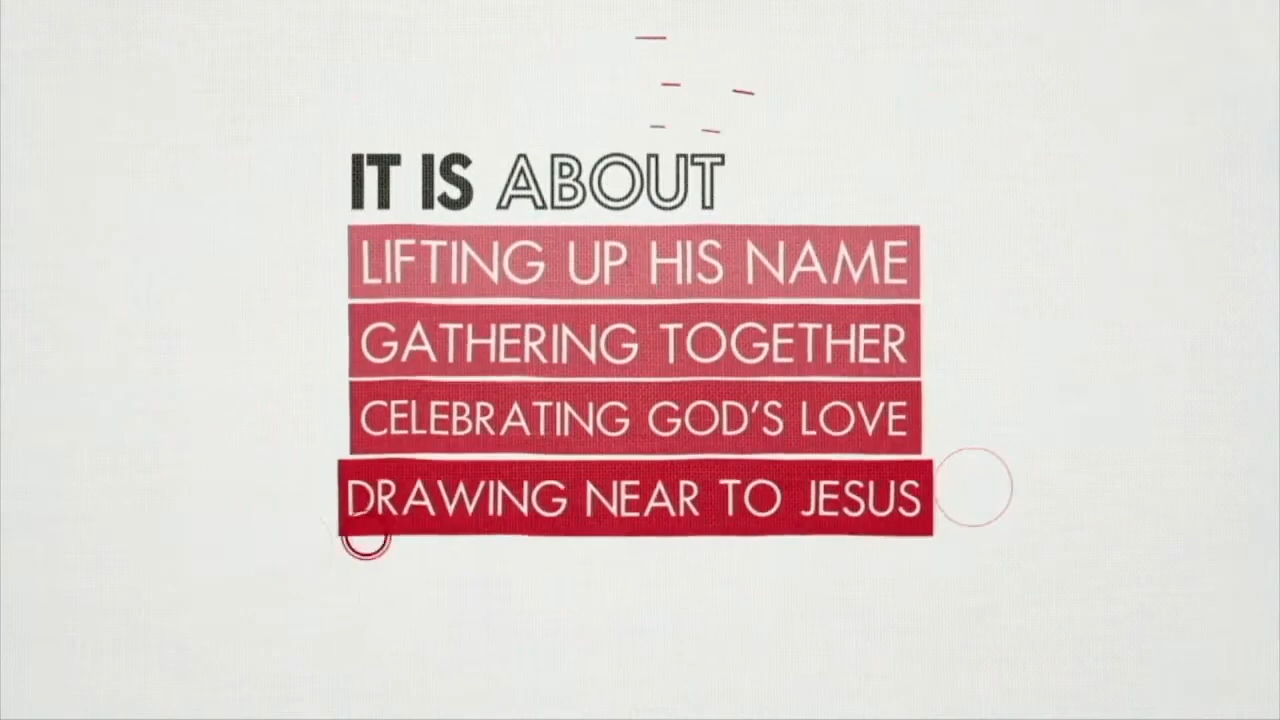 IT IS ABOUT
LIFTING UP HIS NAME
GATHERING TOGETHER
CELEBRATING GOD'S LOVE
DRAWING NEAR TO JESUS